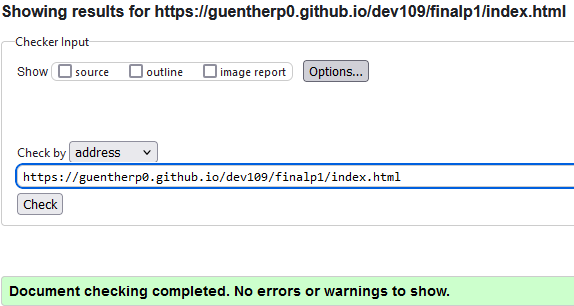 Showing results for https://guentherp0.github.io/dev109/finalp1/index.html
Checker Input
Show source outline image report Options...
Check by address
https://guentherp0.github.io/dev109/finalp1/index.html
Check
Document checking completed. No errors or warnings to show.